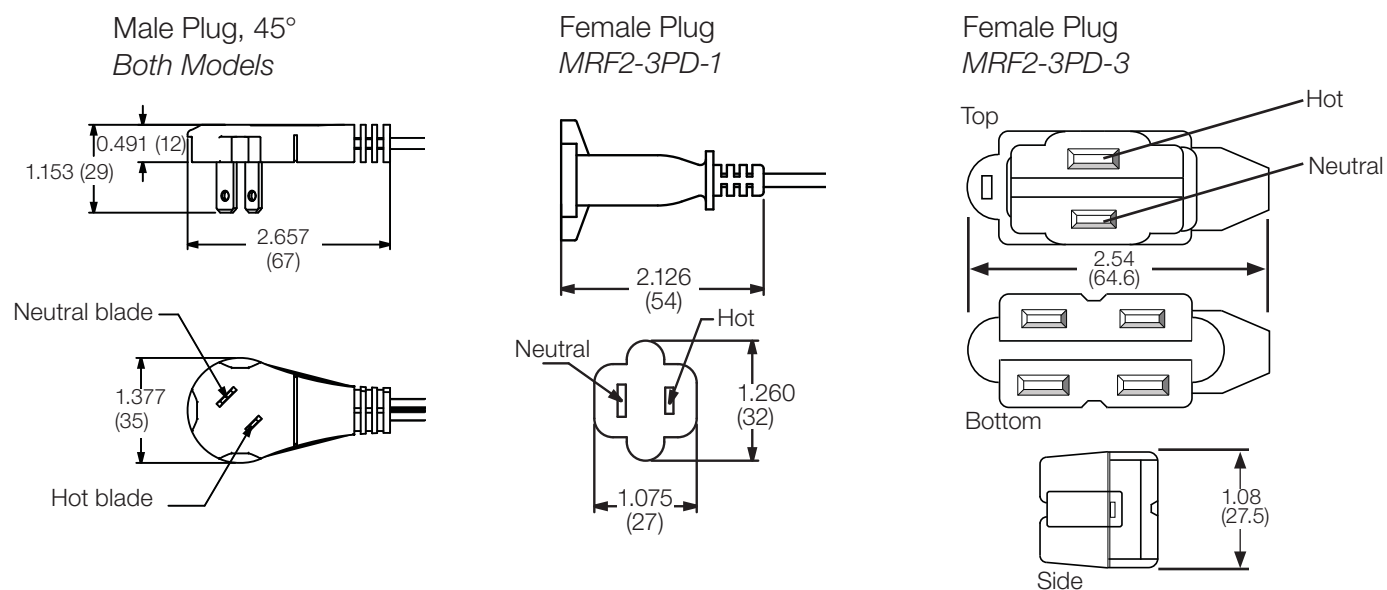 Male Plug, 45°
Both Models
0.491 (12)
1.153 (29)
2.657
(67)
Neutral blade
1.377
(35)
Hot blade
Female Plug
MRF2-3PD-1
2.126
(54)
Hot
Neutral
1.260
(32)
1.075
(27)
Female Plug
MRF2-3PD-3
Top
Hot
Neutral
2.54
(64.6)
Bottom
1.08
(27.5)
Side